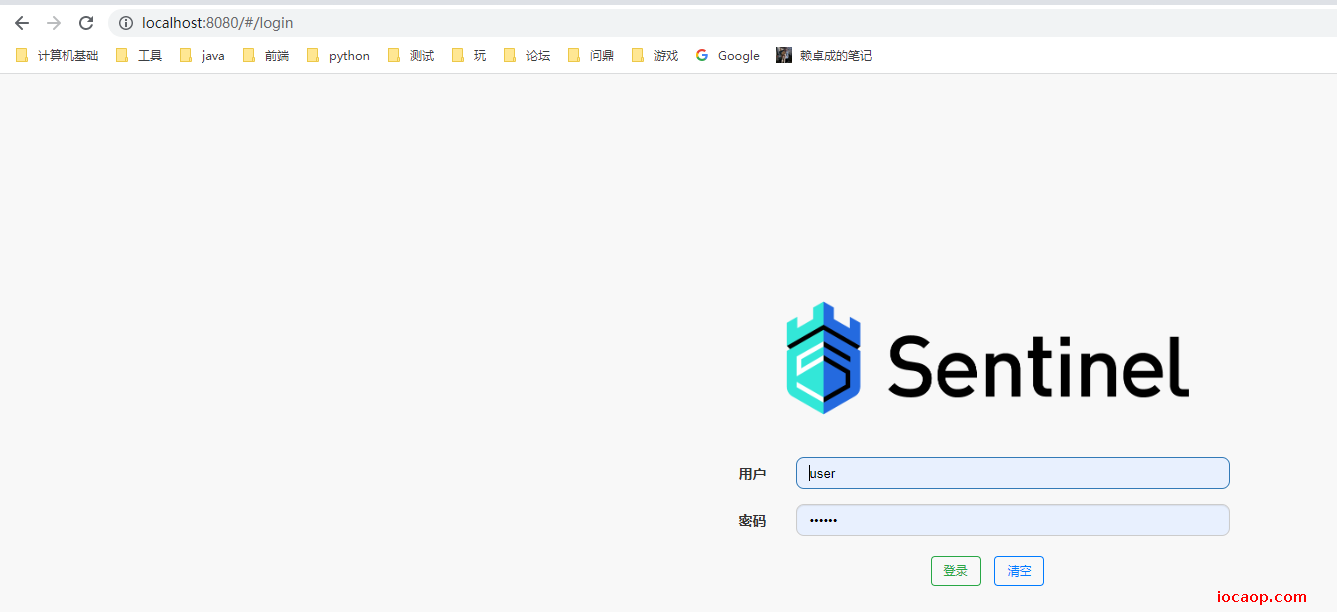 localhost:8080/#/login
计算机基础 工具 java 前端 python 测试 玩 论坛 问鼎 游戏 Google 赖卓成的笔记
Sentinel
用户 user
密码 ••••••
登录 清空
iocaop.com